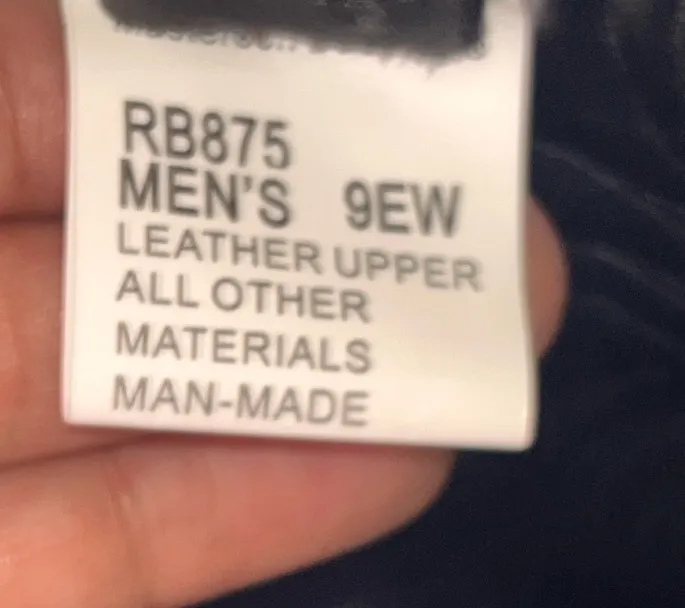 RB875
MEN'S 9EW
LEATHER UPPER
ALL OTHER
MATERIALS
MAN-MADE